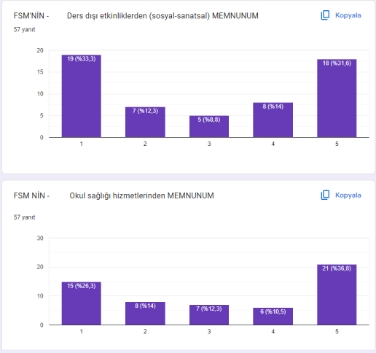 FSM'NİN - Ders dışı etkinliklerden (sosyal-sanatsal) MEMNUNUM
Kopyala
57 yanıt
20
15
10
5
0
19 (%33,3)
7 (%12,3)
5 (%8,8)
8 (%14)
18 (%31,6)
1 2 3 4 5
FSM NİN - Okul sağlığı hizmetlerinden MEMNUNUM
Kopyala
57 yanıt
30
20
10
0
15 (%26,3)
8 (%14)
7 (%12,3)
6 (%10,5)
21 (%36,8)
1 2 3 4 5